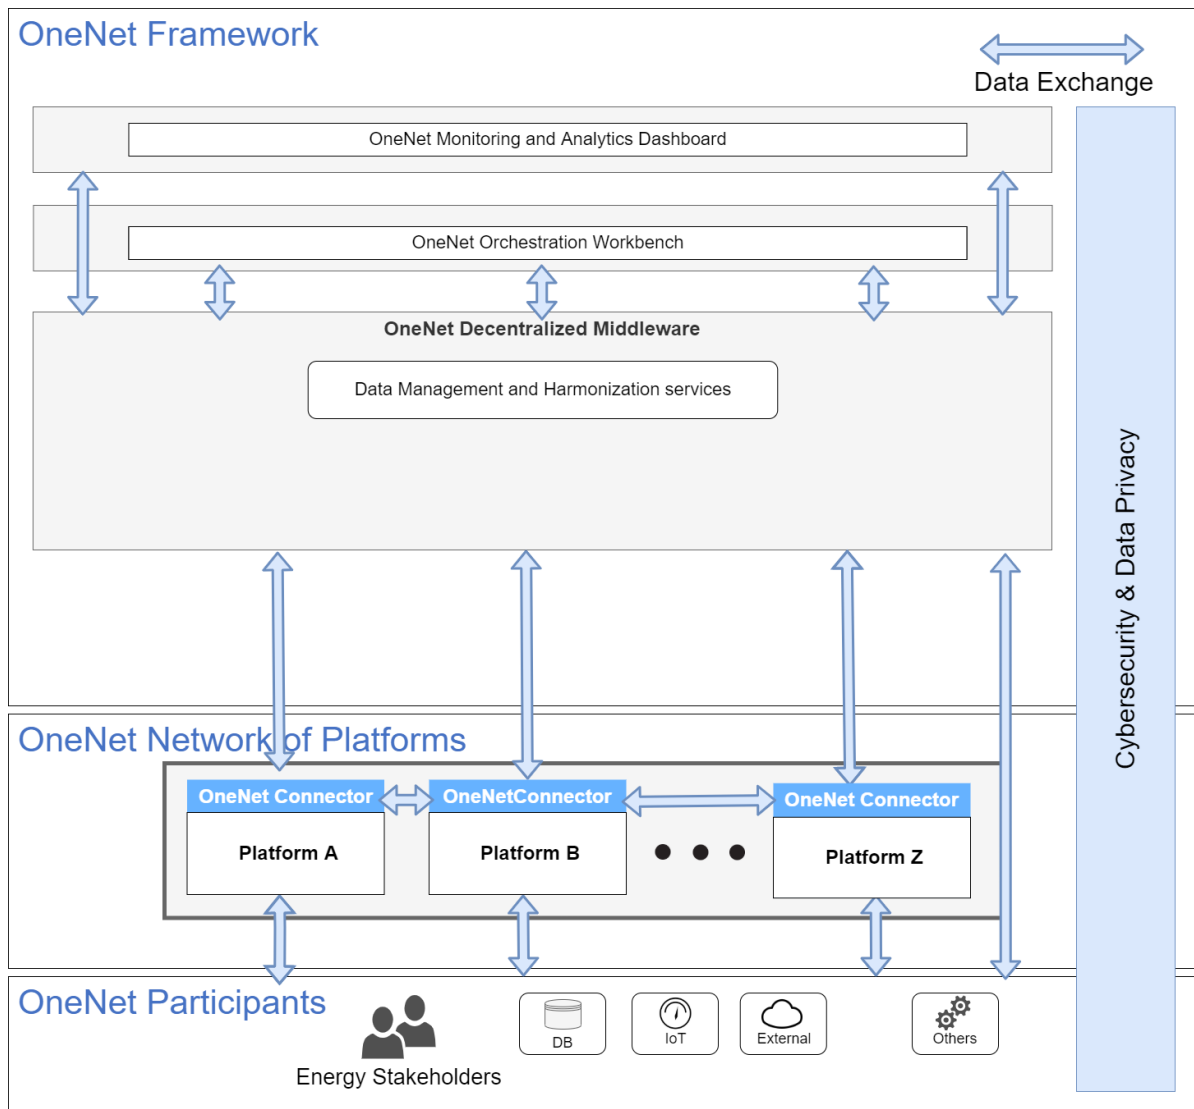 OneNet Framework
Data Exchange
OneNet Monitoring and Analytics Dashboard
OneNet Orchestration Workbench
OneNet Decentralized Middleware
Data Management and Harmonization services
Cybersecurity & Data Privacy
OneNet Network of Platforms
OneNet Connector
OneNetConnector
OneNet Connector
Platform A
Platform B
Platform Z
OneNet Participants
DB
IoT
External
Others
Energy Stakeholders